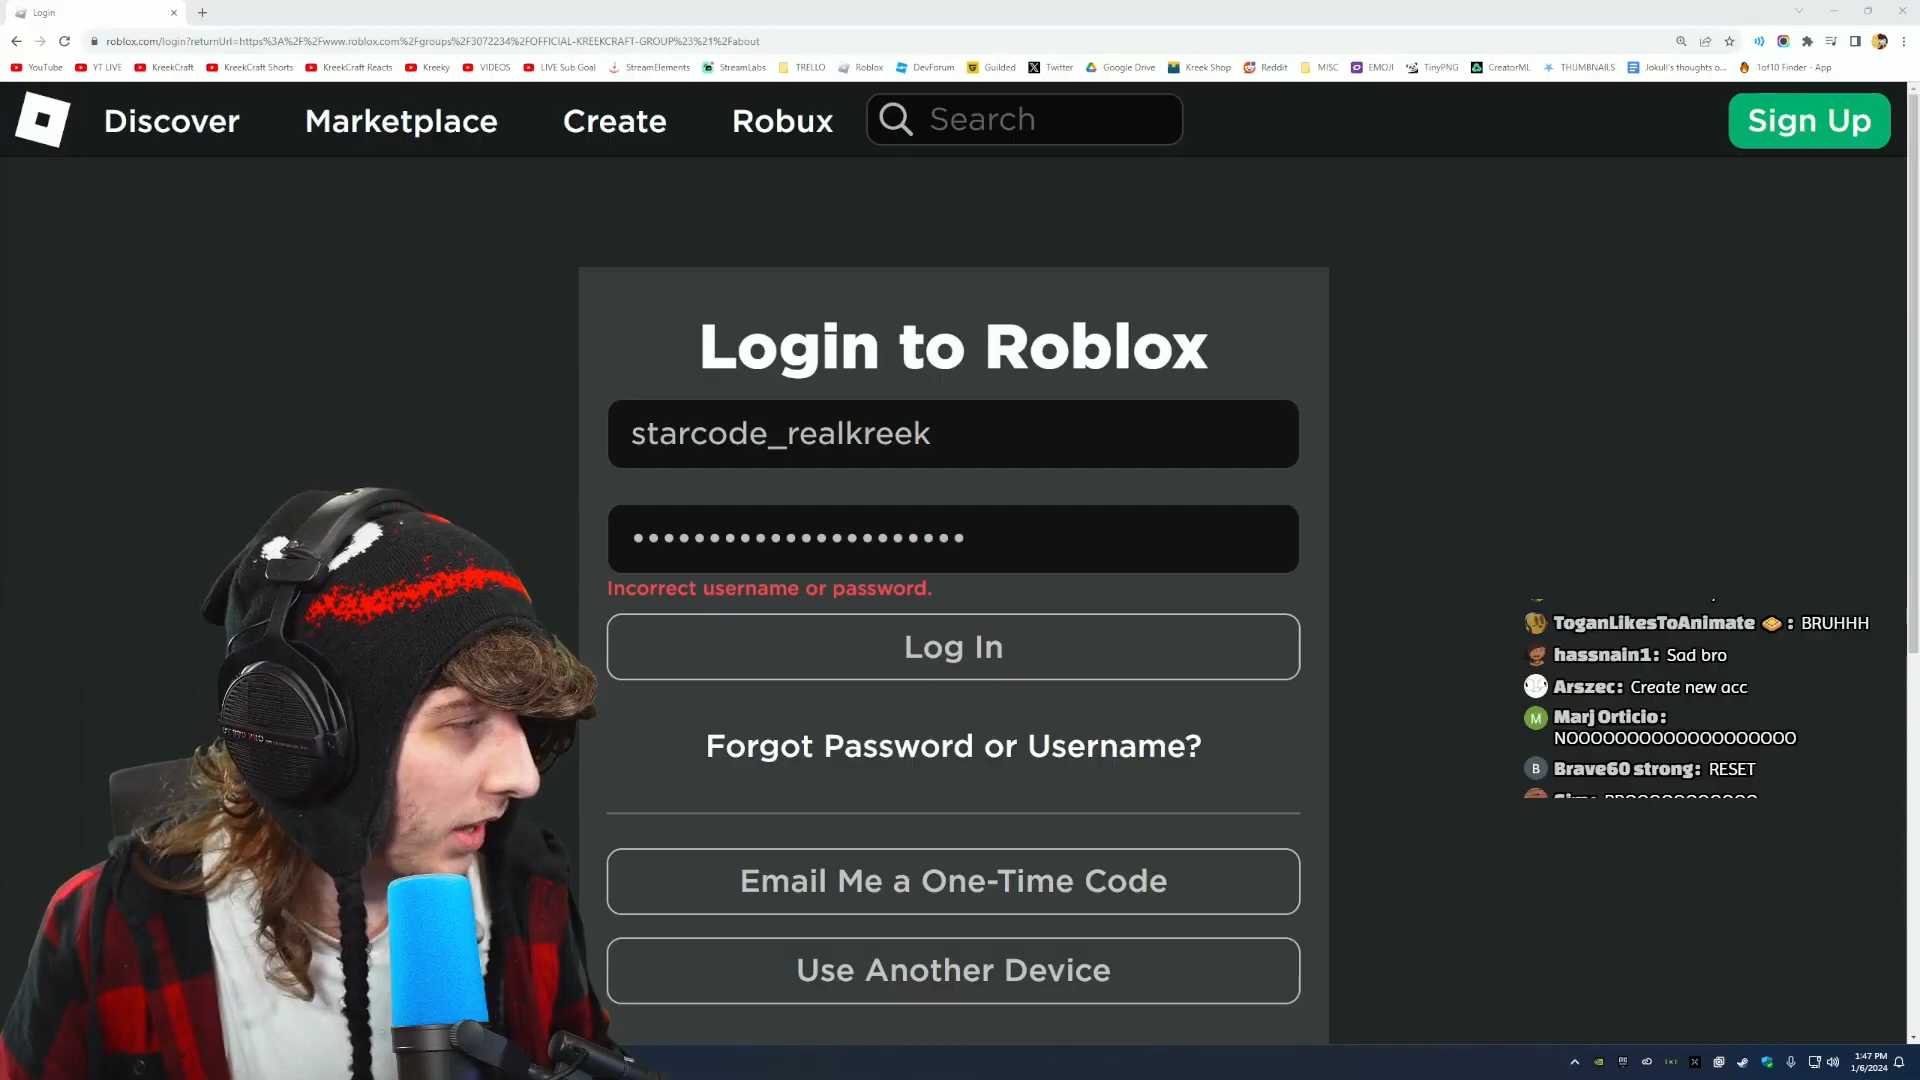 Login
roblox.com/login?returnUrl=https%3A%2F%2Fwww.roblox.com%2Fgroups%2F3072234%2FOFFICIAL-KREEKCRAFT-GROUP%23%21%2Fabout
YouTube YT LIVE KreekCraft KreekCraft Shorts KreekCraft Reacts Kreeky VIDEOS LIVE Sub Goal StreamElements StreamLabs TRELLO Roblox DevForum Guilded Twitter Google Drive Kreek Shop Reddit MISC EMOJI TinyPNG CreatorML THUMBNAILS Jokull's thoughts o... 1of10 Finder - App
Discover Marketplace Create Robux Search Sign Up
Login to Roblox
starcode_realkreek
Incorrect username or password.
Log In
Forgot Password or Username?
Email Me a One-Time Code
Use Another Device
ToganLikesToAnimate : BRUHHH
hassnain1: Sad bro
Arszec: Create new acc
M Marj Orticio:
NOOOOOOOOOOOOOOOOOOO
B Brave60 strong: RESET
1:47 PM
1/6/2024